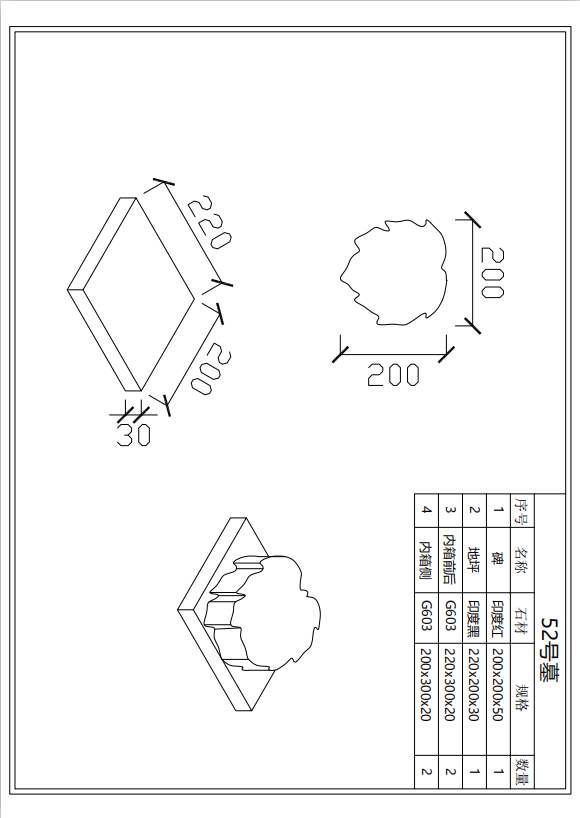 52号墓
序号 名称 石材 规格 数量
1 碑 印度红 200x200x50 1
2 地坪 印度黑 220x200x30 1
3 内箱前后 G603 220x300x20 2
4 内箱侧 G603 200x300x20 2
200
200
220
200
30